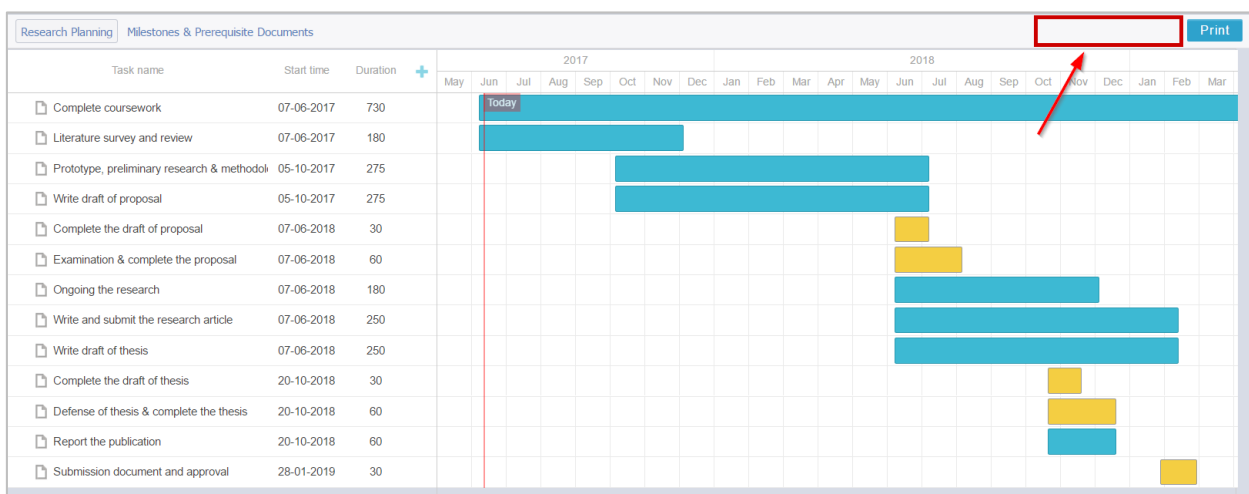 Research Planning Milestones & Prerequisite Documents Print
Task name Start time Duration
2017 2018
May Jun Jul Aug Sep Oct Nov Dec Jan Feb Mar Apr May Jun Jul Aug Sep Oct Nov Dec Jan Feb Mar
Today
Complete coursework 07-06-2017 730
Literature survey and review 07-06-2017 180
Prototype, preliminary research & methodol 05-10-2017 275
Write draft of proposal 05-10-2017 275
Complete the draft of proposal 07-06-2018 30
Examination & complete the proposal 07-06-2018 60
Ongoing the research 07-06-2018 180
Write and submit the research article 07-06-2018 250
Write draft of thesis 07-06-2018 250
Complete the draft of thesis 20-10-2018 30
Defense of thesis & complete the thesis 20-10-2018 60
Report the publication 20-10-2018 60
Submission document and approval 28-01-2019 30